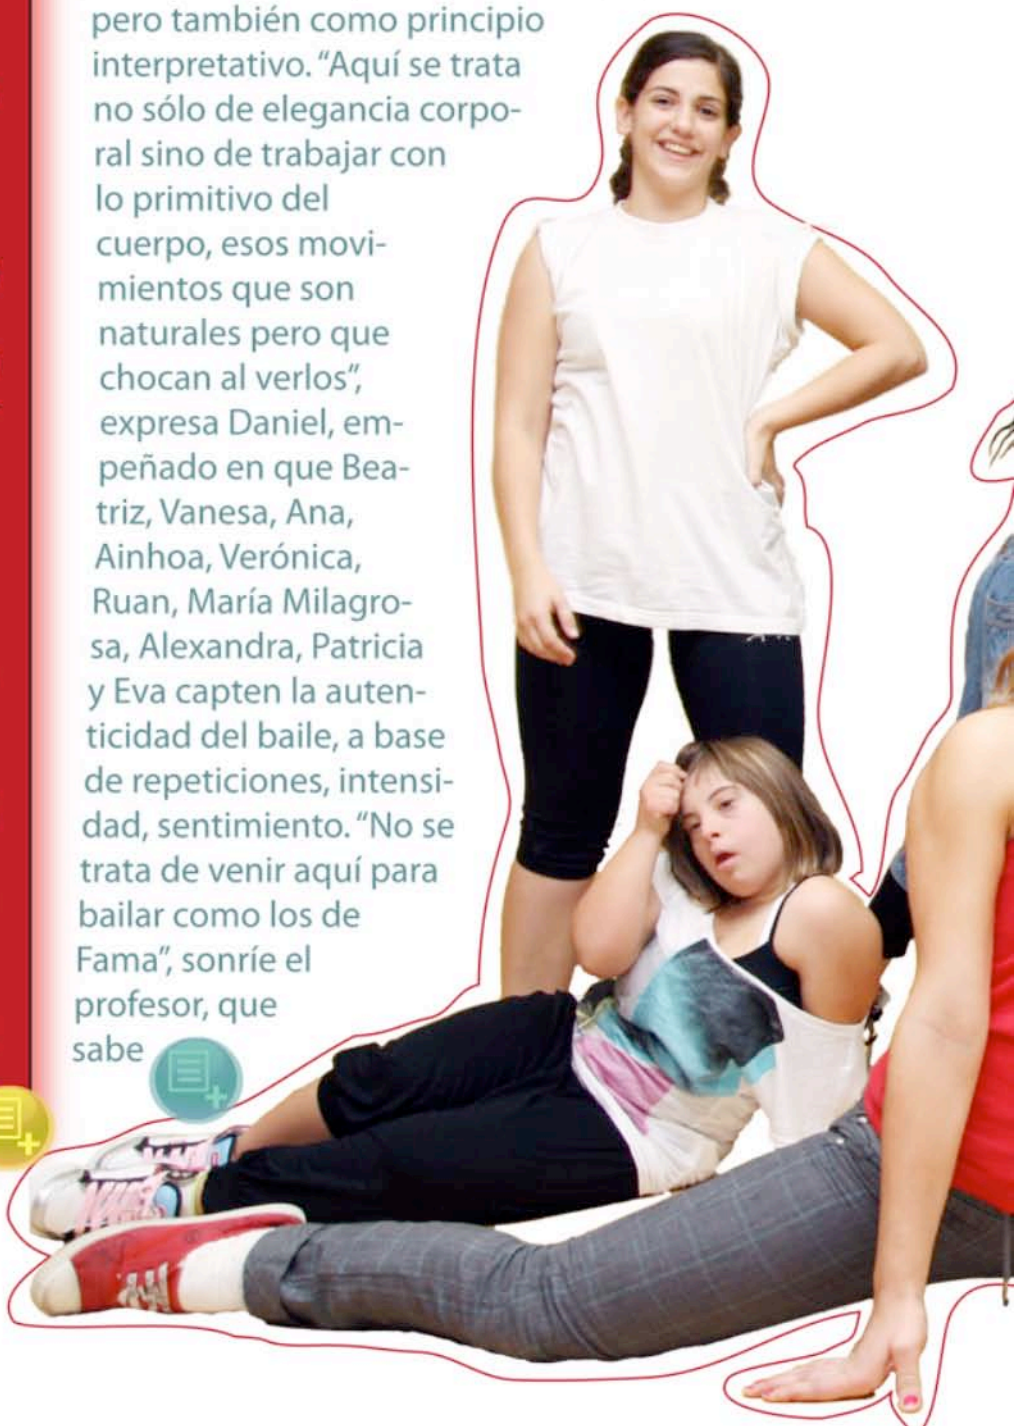 pero también como principio
interpretativo. “Aquí se trata
no sólo de elegancia corpo-
ral sino de trabajar con
lo primitivo del
cuerpo, esos movi-
mientos que son
naturales pero que
chocan al verlos”,
expresa Daniel, em-
peñado en que Bea-
triz, Vanesa, Ana,
Ainhoa, Verónica,
Ruan, María Milagro-
sa, Alexandra, Patricia
y Eva capten la auten-
ticidad del baile, a base
de repeticiones, intensi-
dad, sentimiento. “No se
trata de venir aquí para
bailar como los de
Fama”, sonríe el
profesor, que
sabe